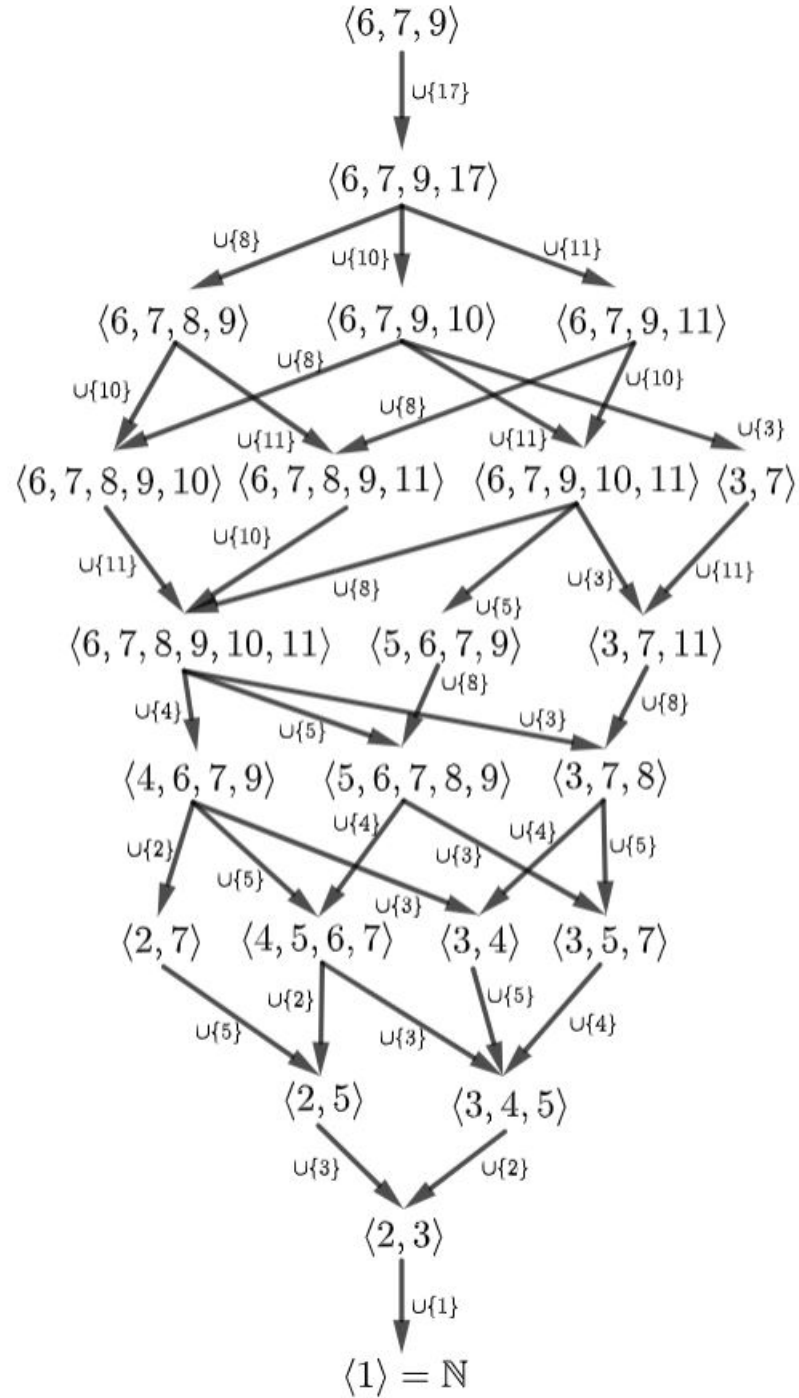 ⟨6, 7, 9⟩
∪{17}
⟨6, 7, 9, 17⟩
∪{8} ∪{10} ∪{11}
⟨6, 7, 8, 9⟩ ⟨6, 7, 9, 10⟩ ⟨6, 7, 9, 11⟩
∪{10} ∪{8} ∪{8} ∪{10}
∪{11} ∪{11} ∪{3}
⟨6, 7, 8, 9, 10⟩ ⟨6, 7, 8, 9, 11⟩ ⟨6, 7, 9, 10, 11⟩ ⟨3, 7⟩
∪{11} ∪{10} ∪{8} ∪{5} ∪{3} ∪{11}
⟨6, 7, 8, 9, 10, 11⟩ ⟨5, 6, 7, 9⟩ ⟨3, 7, 11⟩
∪{4} ∪{5} ∪{8} ∪{3} ∪{8}
⟨4, 6, 7, 9⟩ ⟨5, 6, 7, 8, 9⟩ ⟨3, 7, 8⟩
∪{2} ∪{5} ∪{4} ∪{3} ∪{3} ∪{4} ∪{5}
⟨2, 7⟩ ⟨4, 5, 6, 7⟩ ⟨3, 4⟩ ⟨3, 5, 7⟩
∪{5} ∪{2} ∪{3} ∪{5} ∪{4}
⟨2, 5⟩ ⟨3, 4, 5⟩
∪{3} ∪{2}
⟨2, 3⟩
∪{1}
⟨1⟩ = ℕ